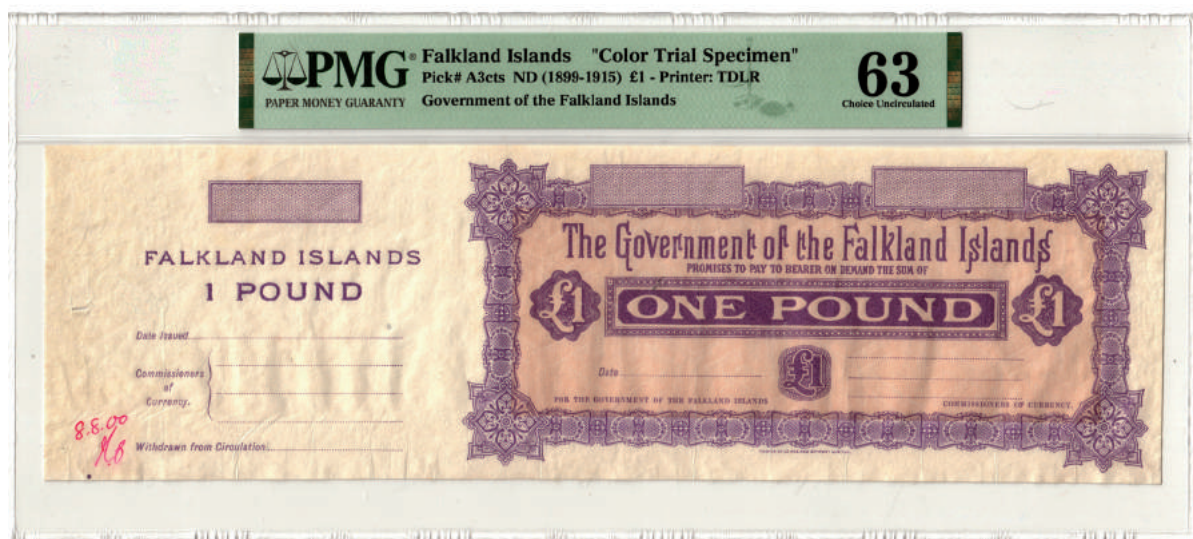 PMG®
PAPER MONEY GUARANTY
Falkland Islands "Color Trial Specimen"
Pick# A3cts ND (1899-1915) £1 - Printer: TDLR
Government of the Falkland Islands
63
Choice Uncirculated
FALKLAND ISLANDS
1 POUND
Date Issued
Commissioners
of
Currency.
Withdrawn from Circulation
8.8.00
The Government of the Falkland Islands
PROMISES TO PAY TO BEARER ON DEMAND THE SUM OF
£1 ONE POUND £1
Date
£1
FOR THE GOVERNMENT OF THE FALKLAND ISLANDS
COMMISSIONERS OF CURRENCY.